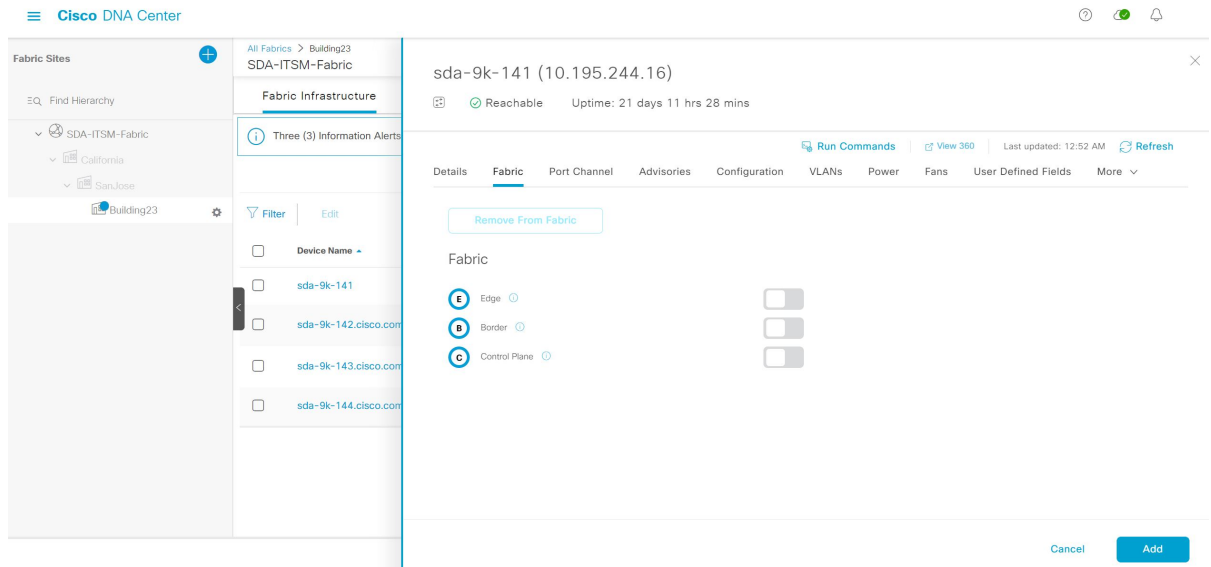 Cisco DNA Center
Fabric Sites
Find Hierarchy
SDA-ITSM-Fabric
California
SanJose
Building23
All Fabrics > Building23
SDA-ITSM-Fabric
Fabric Infrastructure
Three (3) Information Alerts
Filter
Edit
Device Name
sda-9k-141
sda-9k-142.cisco.com
sda-9k-143.cisco.com
sda-9k-144.cisco.com
sda-9k-141 (10.195.244.16)
Reachable Uptime: 21 days 11 hrs 28 mins
Run Commands View 360 Last updated: 12:52 AM Refresh
Details Fabric Port Channel Advisories Configuration VLANs Power Fans User Defined Fields More
Remove From Fabric
Fabric
E Edge
B Border
C Control Plane
Cancel Add